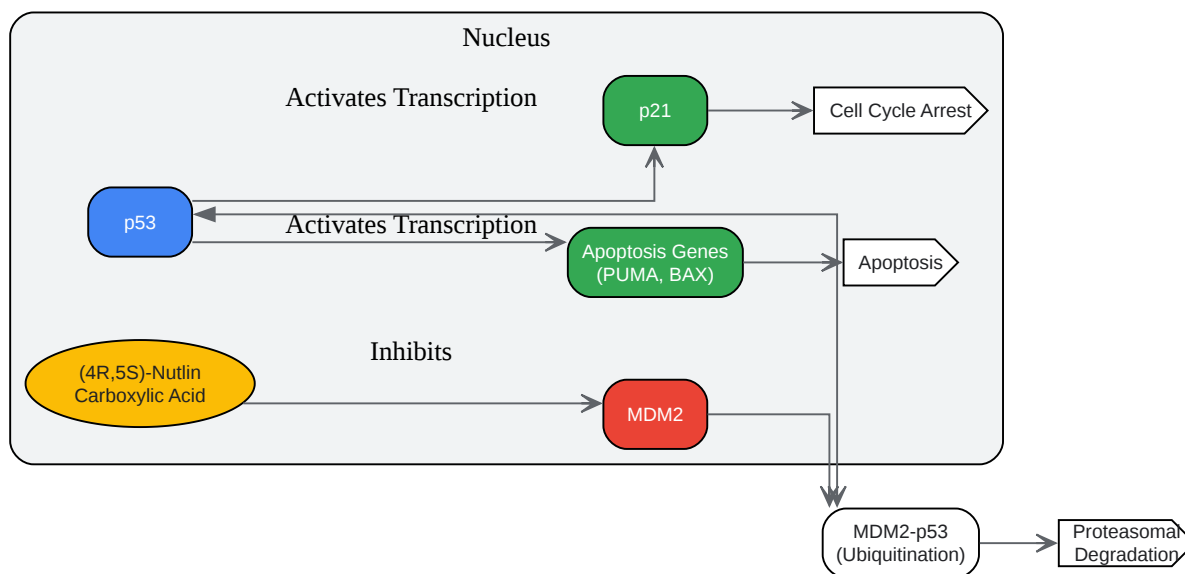 Nucleus
Activates Transcription
p21
Cell Cycle Arrest
p53
Activates Transcription
Apoptosis Genes
(PUMA, BAX)
Apoptosis
Inhibits
(4R,5S)-Nutlin
Carboxylic Acid
MDM2
MDM2-p53
(Ubiquitination)
Proteasomal
Degradation